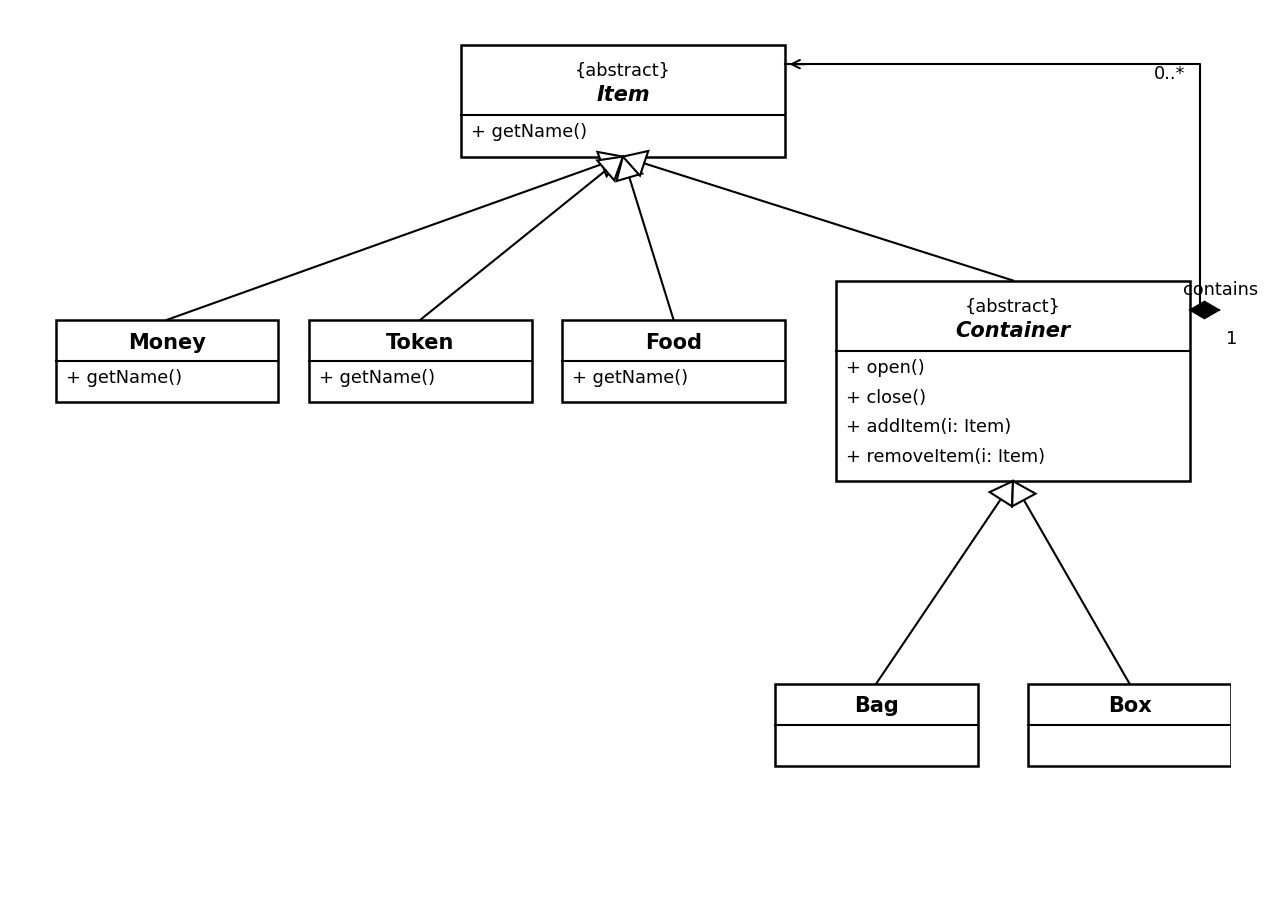 {abstract}
Item
+ getName()
0..*
contains
1
Money
+ getName()
Token
+ getName()
Food
+ getName()
{abstract}
Container
+ open()
+ close()
+ addItem(i: Item)
+ removeItem(i: Item)
Bag
Box